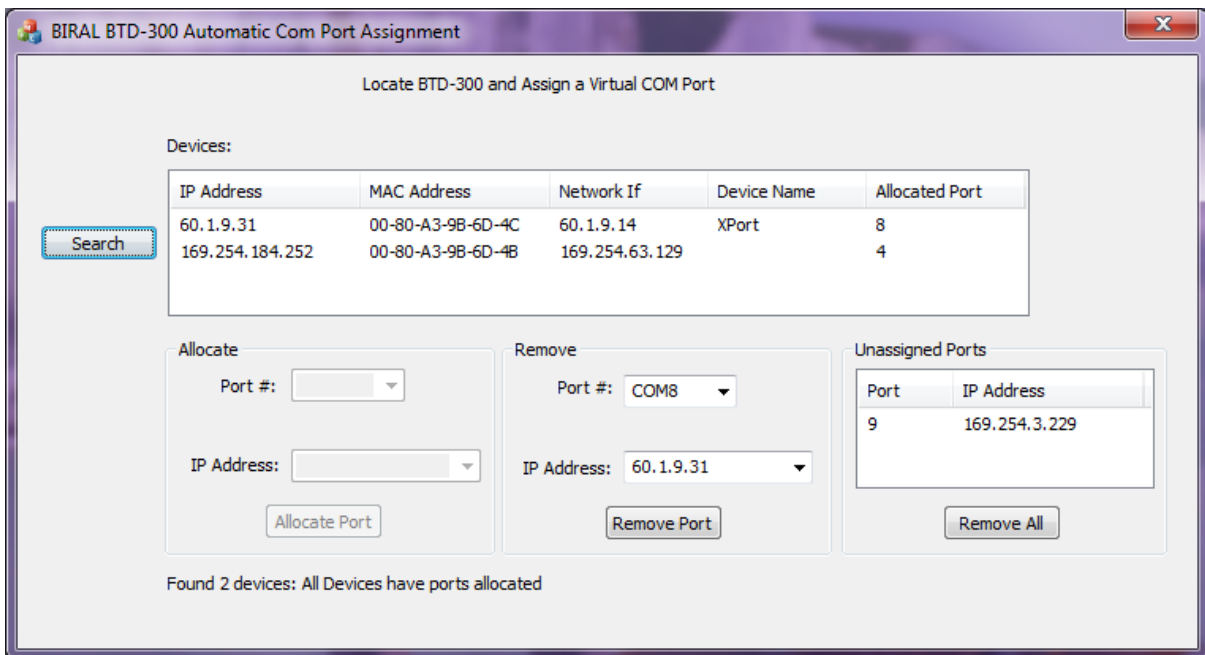 BIRAL BTD-300 Automatic Com Port Assignment
Locate BTD-300 and Assign a Virtual COM Port
Devices:
IP Address MAC Address Network If Device Name Allocated Port
60.1.9.31 00-80-A3-9B-6D-4C 60.1.9.14 XPort 8
169.254.184.252 00-80-A3-9B-6D-4B 169.254.63.129 4
Search
Allocate
Port #:
IP Address:
Allocate Port
Remove
Port #: COM8
IP Address: 60.1.9.31
Remove Port
Unassigned Ports
Port IP Address
9 169.254.3.229
Remove All
Found 2 devices: All Devices have ports allocated